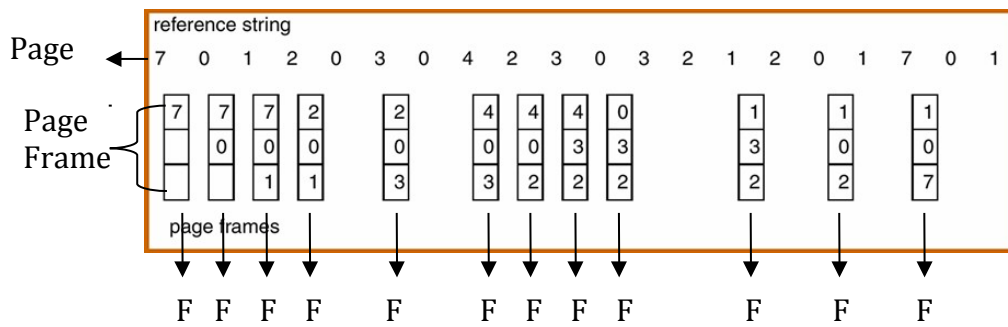 reference string
Page 7 0 1 2 0 3 0 4 2 3 0 3 2 1 2 0 1 7 0 1
7 7 7 2 2 4 4 4 0 1 1 1
Page
0 0 0 0 0 0 3 3 3 0 0
Frame
1 1 3 3 2 2 2 2 2 7
page frames
F F F F F F F F F F F F